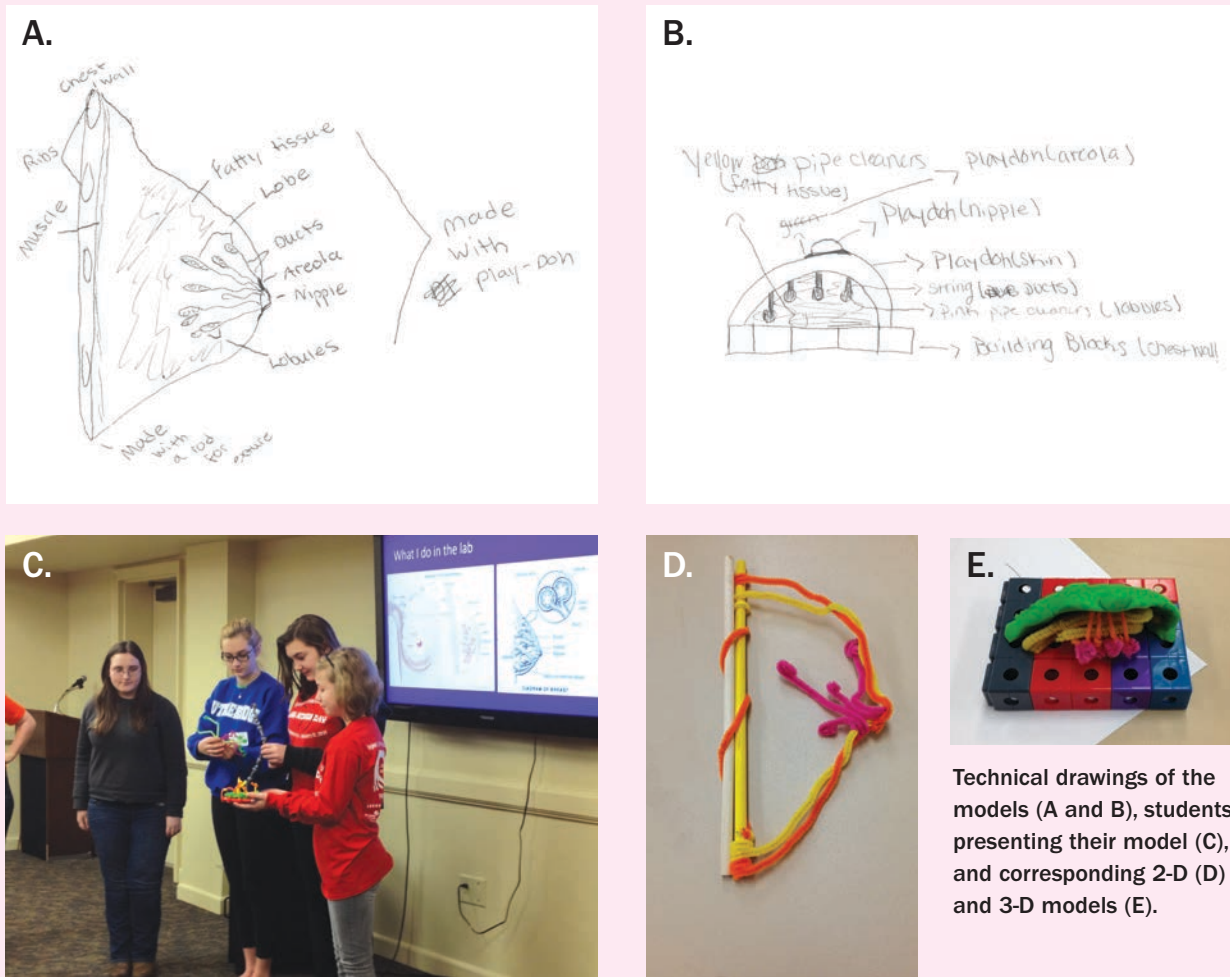 A.
chest
wall
Ribs
Muscle
fatty tissue
Lobe
Ducts
Areola
Nipple
Lobules
made
with
Play-Doh
Made
with
a rod
for
B.
Yellow pipe cleaners
(fatty tissue)
Playdoh (areola)
green
Playdoh (nipple)
Playdoh (skin)
string (Ducts)
Pink pipe cleaners (lobules)
Building Blocks (chest wall
C.
What I do in the lab
D.
E.
Technical drawings of the
models (A and B), students
presenting their model (C),
and corresponding 2-D (D)
and 3-D models (E).